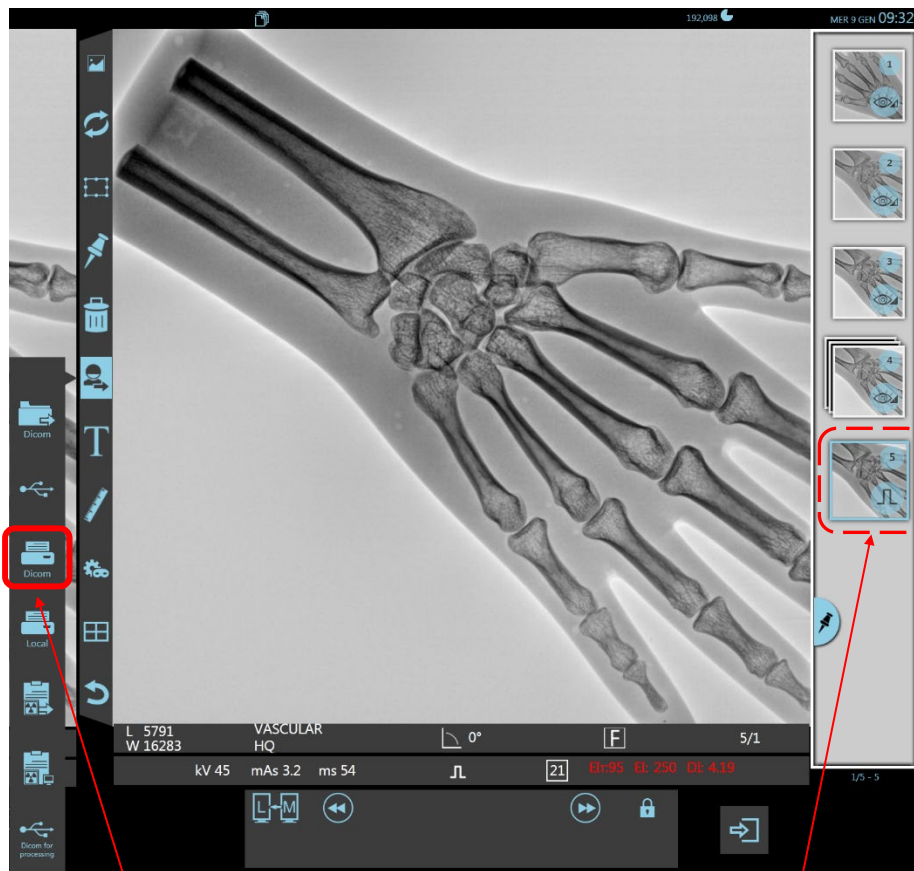 192,098
MER 9 GEN 09:32
1
2
3
4
5
Dicom
T
Dicom
Local
L 5791
W 16283
VASCULAR
HQ
0°
F
5/1
kV 45 mAs 3.2 ms 54
21
EIr:95 EI: 250 DI: 4.19
1/5 - 5
L M
Dicom for
processing